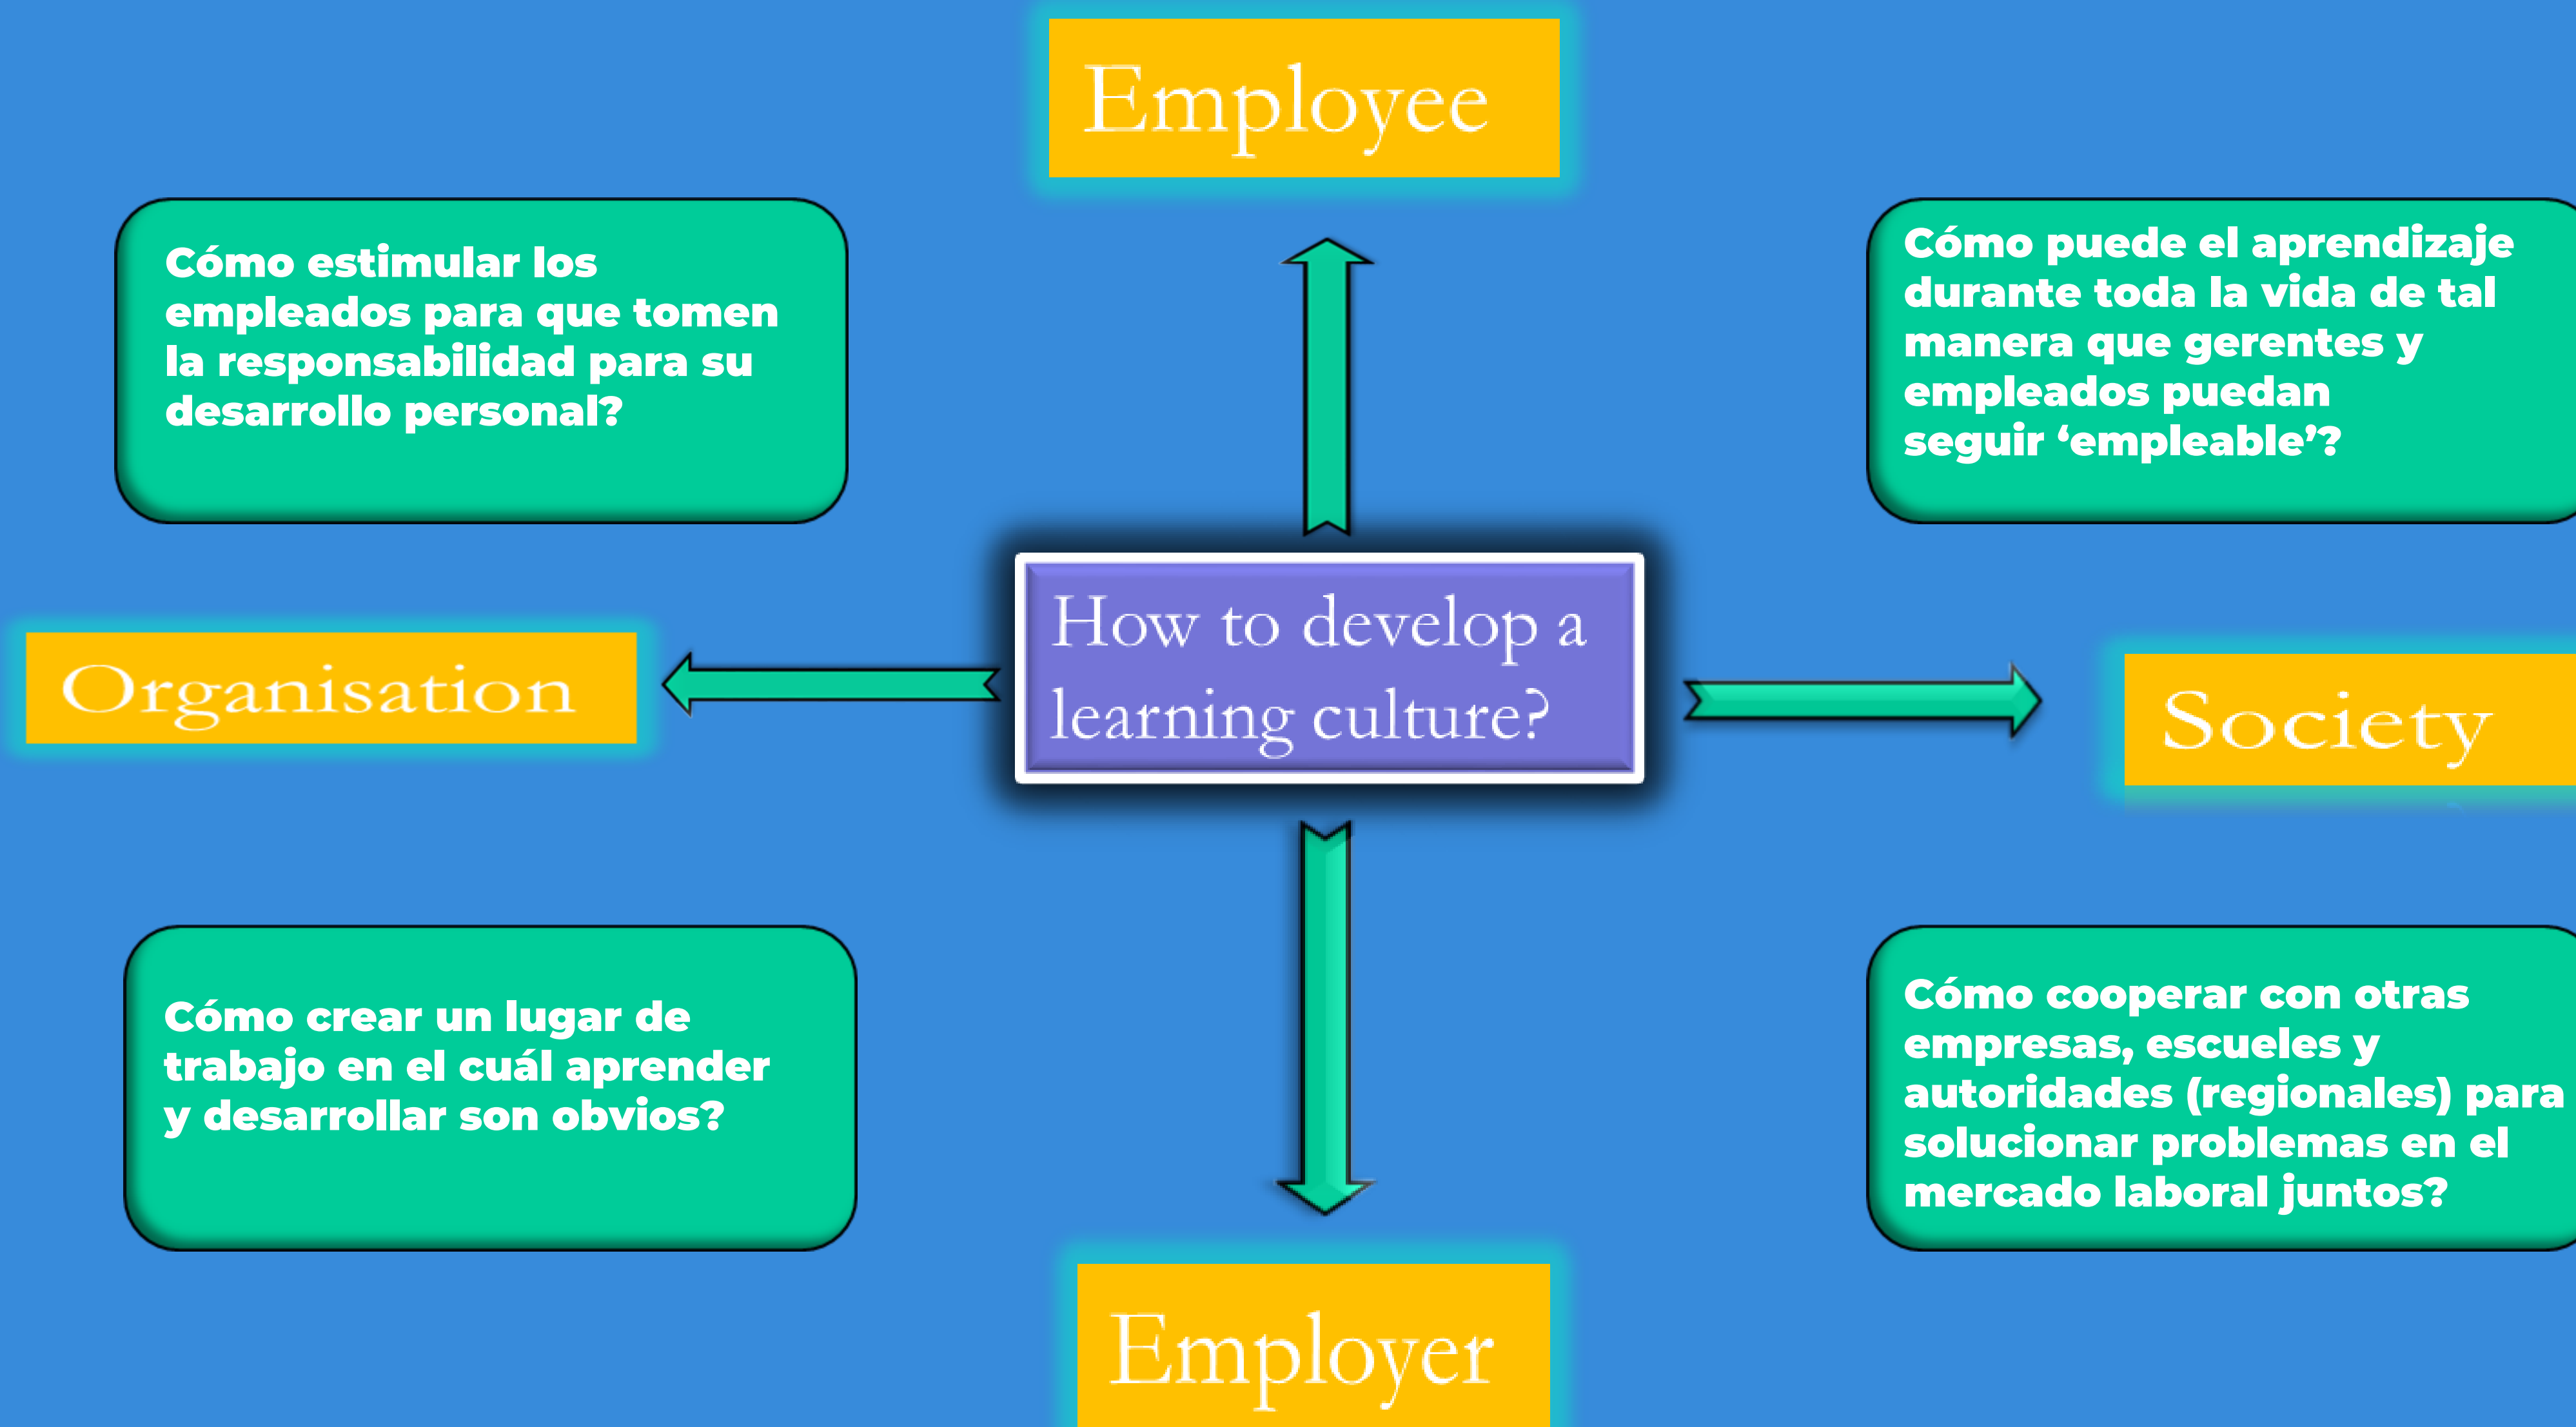 Employee
Cómo estimular los
empleados para que tomen
la responsabilidad para su
desarrollo personal?
Cómo puede el aprendizaje
durante toda la vida de tal
manera que gerentes y
empleados puedan
seguir ‘empleable’?
Organisation
How to develop a
learning culture?
Society
Cómo crear un lugar de
trabajo en el cuál aprender
y desarrollar son obvios?
Cómo cooperar con otras
empresas, escueles y
autoridades (regionales) para
solucionar problemas en el
mercado laboral juntos?
Employer